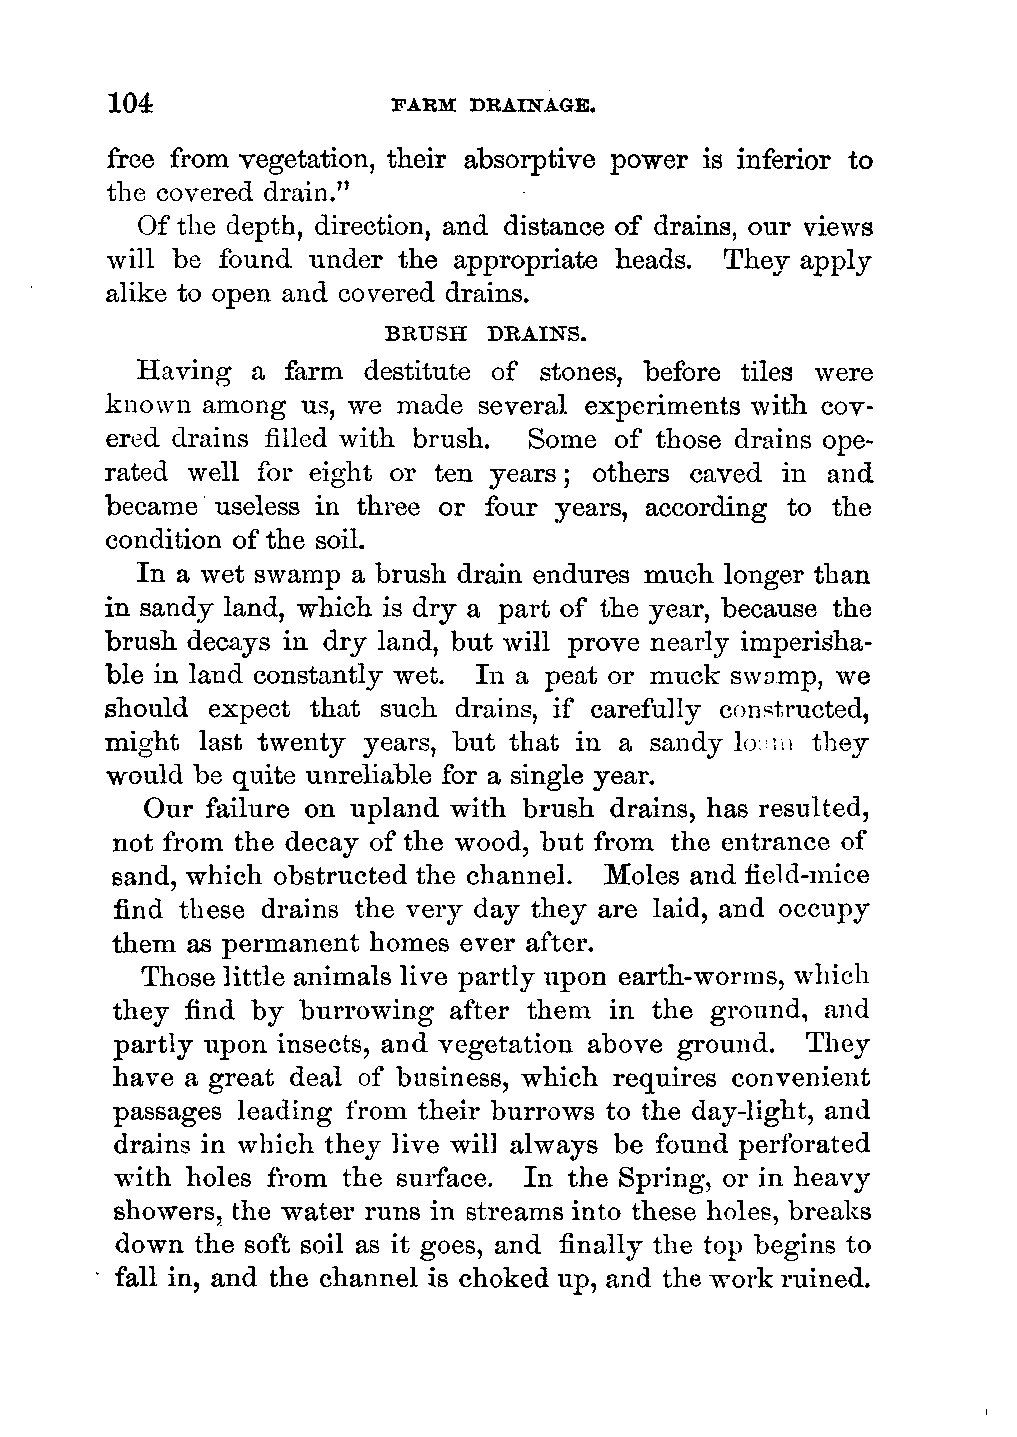 104 FARM DRAINAGE.
free from vegetation, their absorptive power is inferior to
the covered drain."
Of the depth, direction, and distance of drains, our views
will be found under the appropriate heads. They apply
alike to open and covered drains.
BRUSH DRAINS.
Having a farm destitute of stones, before tiles were
known among us, we made several experiments with cov-
ered drains filled with brush. Some of those drains ope-
rated well for eight or ten years; others caved in and
became useless in three or four years, according to the
condition of the soil.
In a wet swamp a brush drain endures much longer than
in sandy land, which is dry a part of the year, because the
brush decays in dry land, but will prove nearly imperisha-
ble in land constantly wet. In a peat or muck swamp, we
should expect that such drains, if carefully constructed,
might last twenty years, but that in a sandy loam they
would be quite unreliable for a single year.
Our failure on upland with brush drains, has resulted,
not from the decay of the wood, but from the entrance of
sand, which obstructed the channel. Moles and field-mice
find these drains the very day they are laid, and occupy
them as permanent homes ever after.
Those little animals live partly upon earth-worms, which
they find by burrowing after them in the ground, and
partly upon insects, and vegetation above ground. They
have a great deal of business, which requires convenient
passages leading from their burrows to the day-light, and
drains in which they live will always be found perforated
with holes from the surface. In the Spring, or in heavy
showers, the water runs in streams into these holes, breaks
down the soft soil as it goes, and finally the top begins to
fall in, and the channel is choked up, and the work ruined.